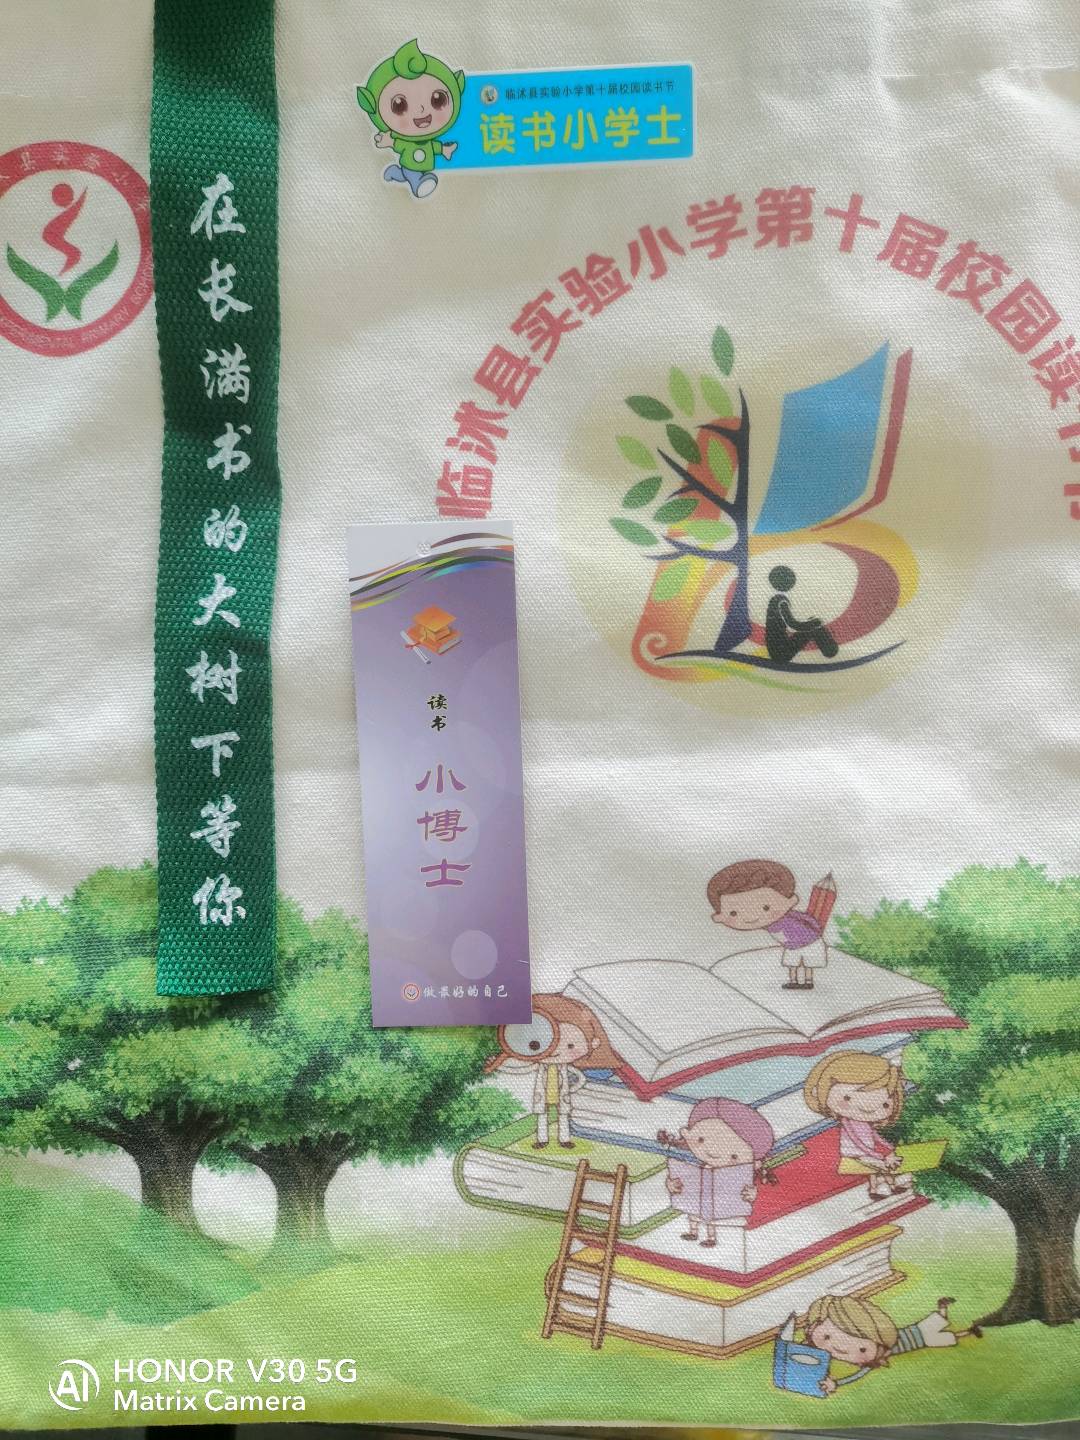 临沭县实验小学第十届校园读书节
读书小学士
临沭县实验小学第十届校园读书
在长满书的大树下等你
读书
小博士
做最好的自己
HONOR V30 5G
Matrix Camera
AI